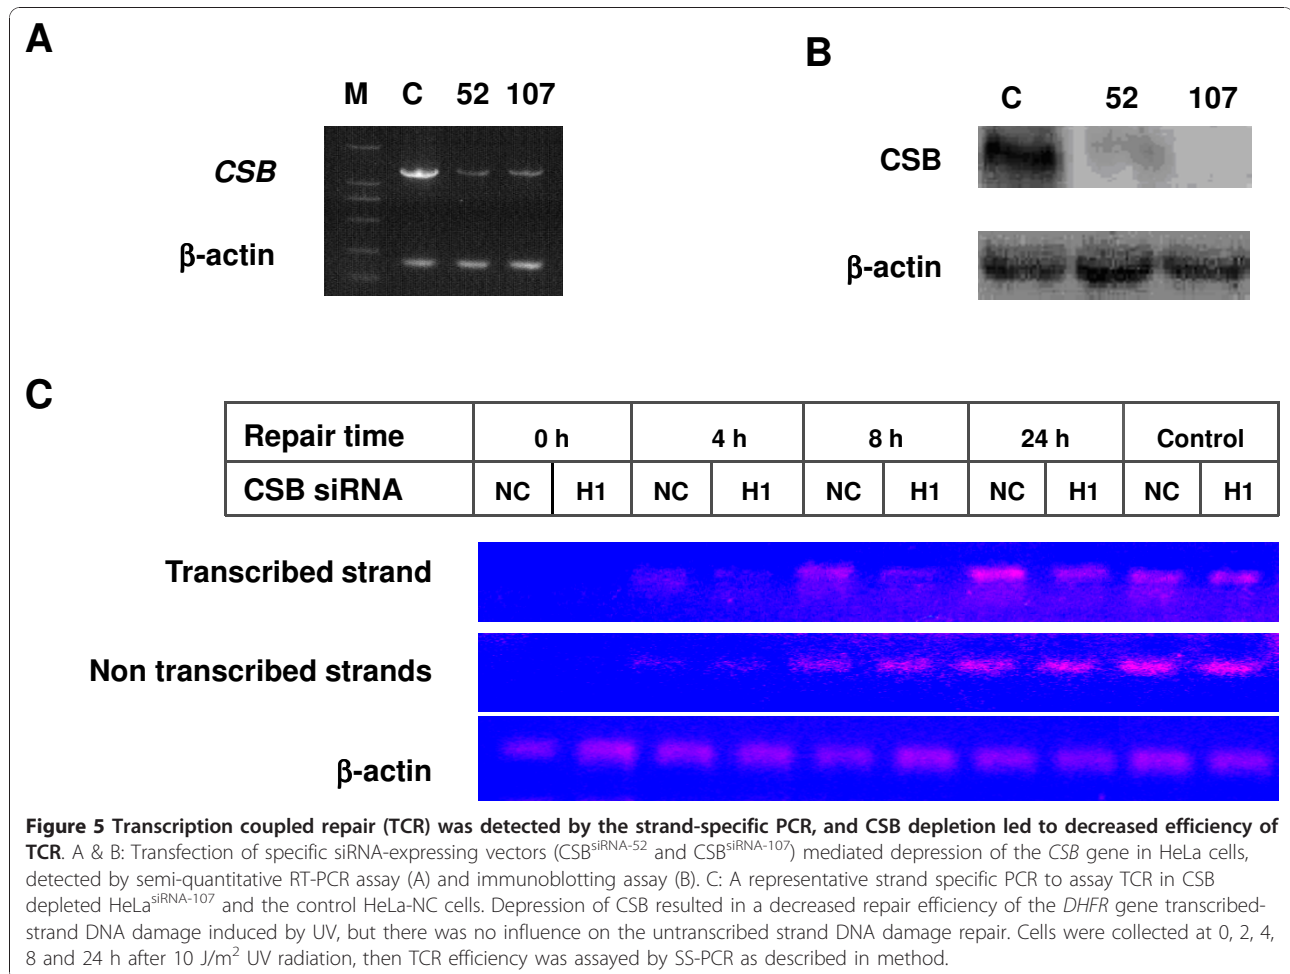 A
B
M C 52 107
CSB
β-actin
C 52 107
CSB
β-actin
C
Repair time 0 h 4 h 8 h 24 h Control
CSB siRNA NC H1 NC H1 NC H1 NC H1 NC H1
Transcribed strand
Non transcribed strands
β-actin
Figure 5 Transcription coupled repair (TCR) was detected by the strand-specific PCR, and CSB depletion led to decreased efficiency of
TCR. A & B: Transfection of specific siRNA-expressing vectors (CSBsiRNA-52 and CSBsiRNA-107) mediated depression of the CSB gene in HeLa cells,
detected by semi-quantitative RT-PCR assay (A) and immunoblotting assay (B). C: A representative strand specific PCR to assay TCR in CSB
depleted HeLasiRNA-107 and the control HeLa-NC cells. Depression of CSB resulted in a decreased repair efficiency of the DHFR gene transcribed-
strand DNA damage induced by UV, but there was no influence on the untranscribed strand DNA damage repair. Cells were collected at 0, 2, 4,
8 and 24 h after 10 J/m² UV radiation, then TCR efficiency was assayed by SS-PCR as described in method.